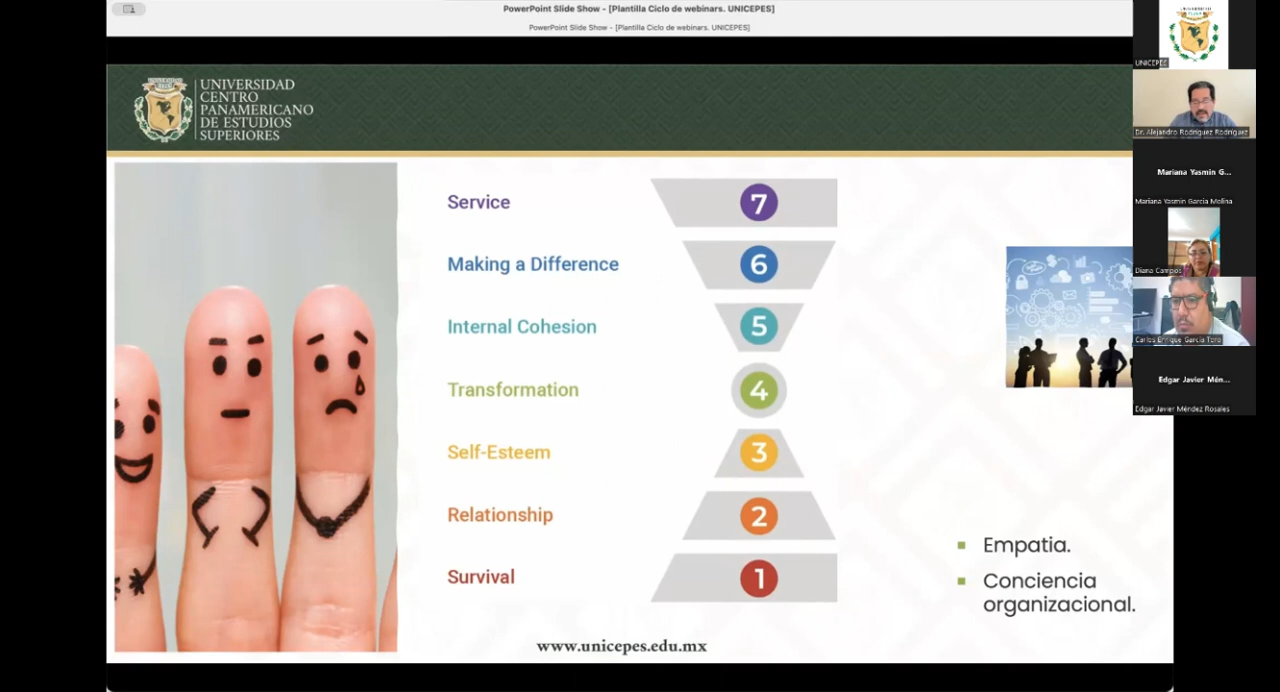 PowerPoint Slide Show - [Plantilla Ciclo de webinars. UNICEPES]
PowerPoint Slide Show - [Plantilla Ciclo de webinars. UNICEPES]
UNIVERSIDAD
CENTRO
PANAMERICANO
DE ESTUDIOS
SUPERIORES
Service
7
Making a Difference
6
Internal Cohesion
5
Transformation
4
Self-Esteem
3
Relationship
2
Survival
1
Empatia.
Conciencia
organizacional.
www.unicepes.edu.mx
UNICEPES
Dr. Alejandro Rodríguez Rodríguez
Mariana Yasmin G...
Mariana Yasmin Garcia Molina
Diana Campos
Carlos Enrique García Toro
Edgar Javier Mén...
Edgar Javier Méndez Rosales